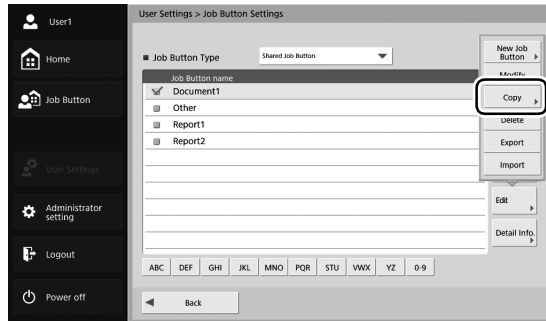 User1
Home
Job Button
User Settings
Administrator
setting
Logout
Power off
User Settings > Job Button Settings
Job Button Type
Shared Job Button
Job Button name
Document1
Other
Report1
Report2
ABC DEF GHI JKL MNO PQR STU VWX YZ 0-9
Back
New Job
Button
Modify
Copy
Delete
Export
Import
Edit
Detail Info.